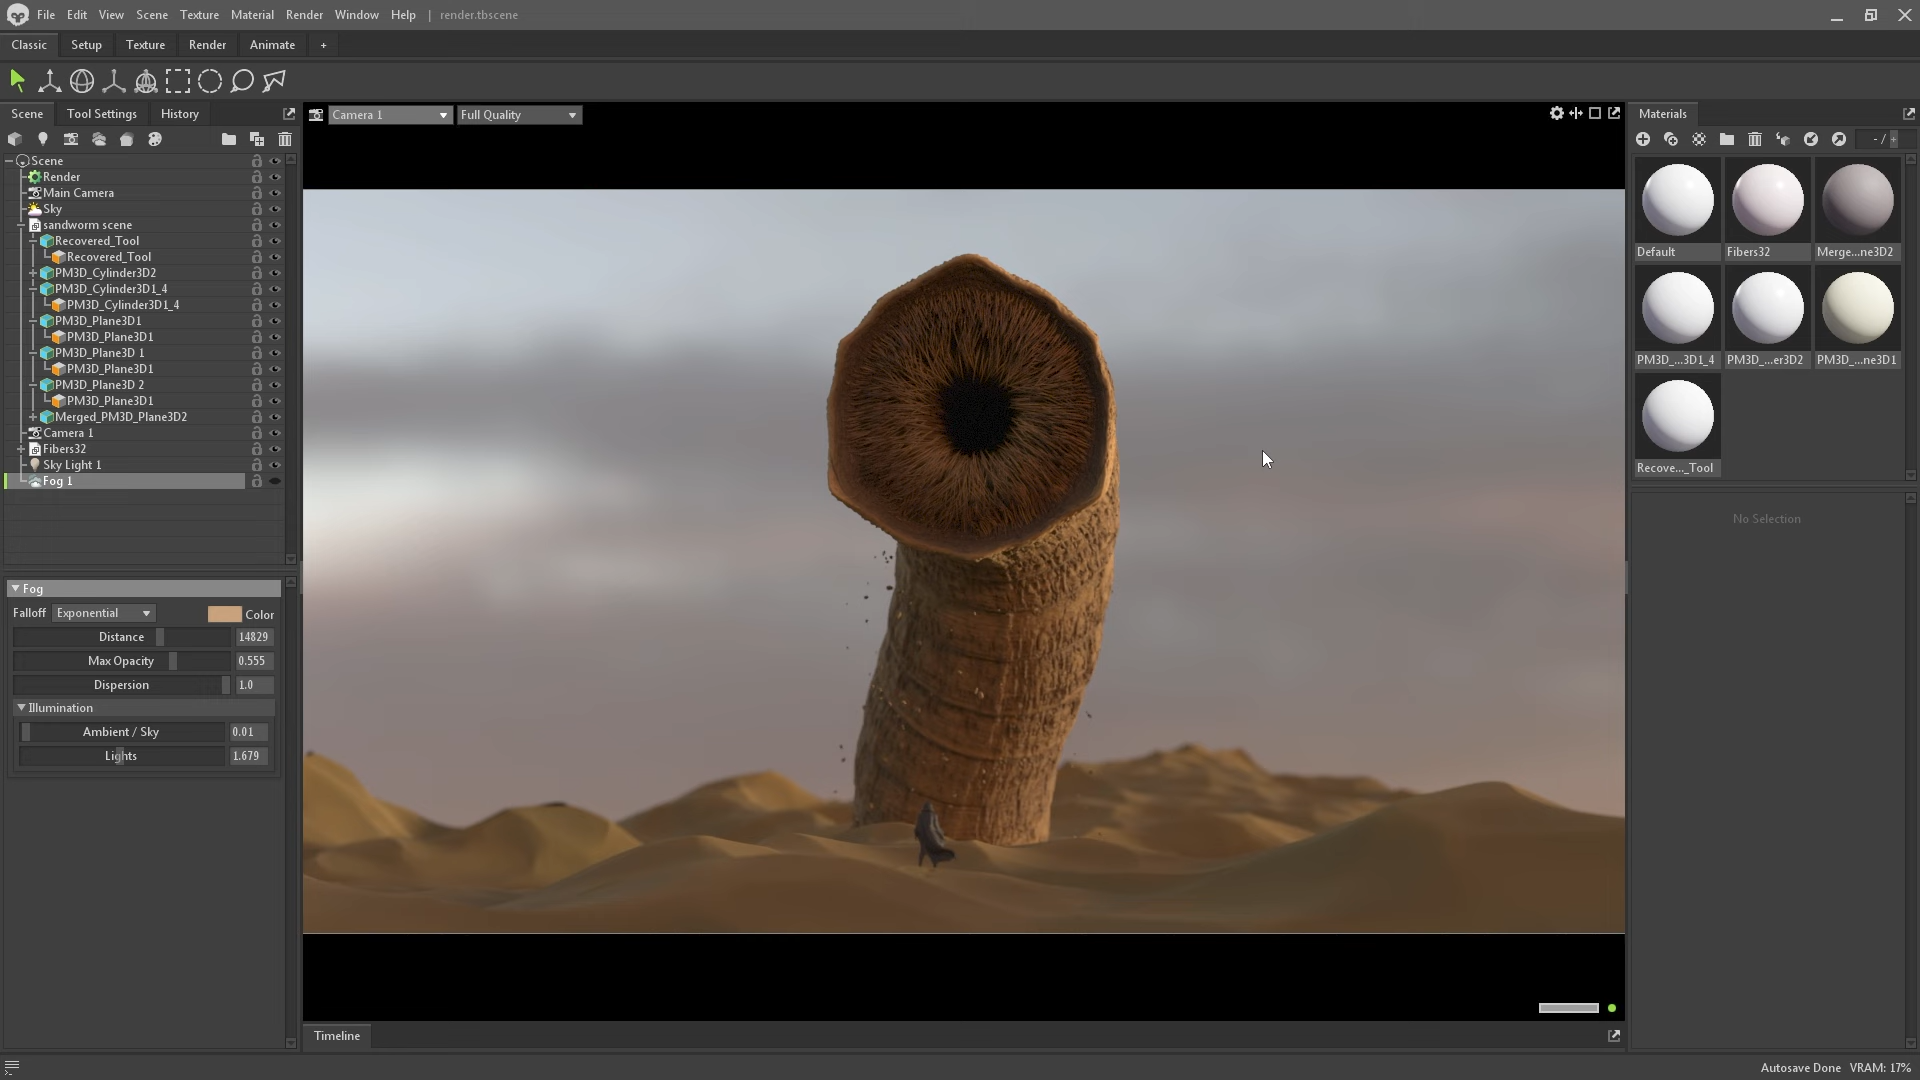 File Edit View Scene Texture Material Render Window Help | render.tbscene
Classic Setup Texture Render Animate +
Scene Tool Settings History
Camera 1 Full Quality
Materials
- / +
Scene
Render
Main Camera
Sky
sandworm scene
Recovered_Tool
Recovered_Tool
PM3D_Cylinder3D2
PM3D_Cylinder3D1_4
PM3D_Cylinder3D1_4
PM3D_Plane3D1
PM3D_Plane3D1
PM3D_Plane3D 1
PM3D_Plane3D1
PM3D_Plane3D 2
PM3D_Plane3D1
Merged_PM3D_Plane3D2
Camera 1
Fibers32
Sky Light 1
Fog 1
Fog
Falloff Exponential Color
Distance 14829
Max Opacity 0.555
Dispersion 1.0
Illumination
Ambient / Sky 0.01
Lights 1.679
Default Fibers32 Merge...ne3D2
PM3D_...3D1_4 PM3D_...er3D2 PM3D_...ne3D1
Recove..._Tool
No Selection
Timeline
Autosave Done VRAM: 17%